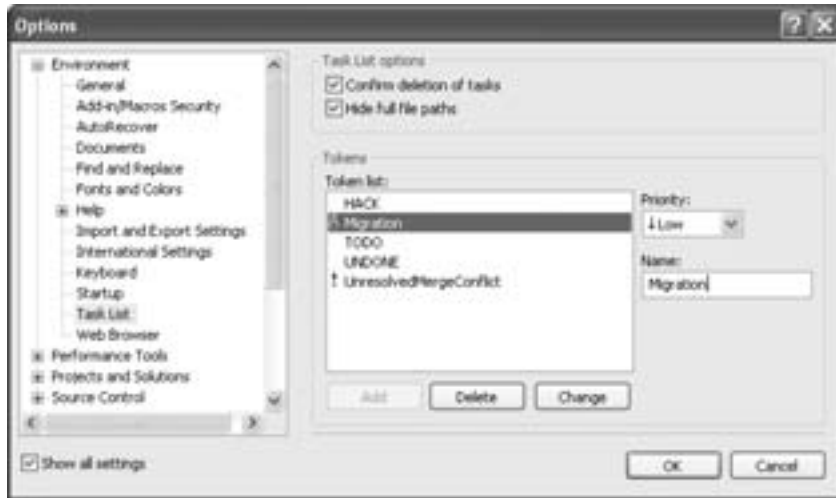 Options
Environment
General
Add-in/Macros Security
AutoRecover
Documents
Find and Replace
Fonts and Colors
Help
Import and Export Settings
International Settings
Keyboard
Startup
Task List
Web Browser
Performance Tools
Projects and Solutions
Source Control
Show all settings
Task List options
Confirm deletion of tasks
Hide full file paths
Tokens
Token list:
HACK
Migration
TODO
UNDONE
UnresolvedMergeConflict
Priority:
Low
Name:
Migration
Add
Delete
Change
OK
Cancel